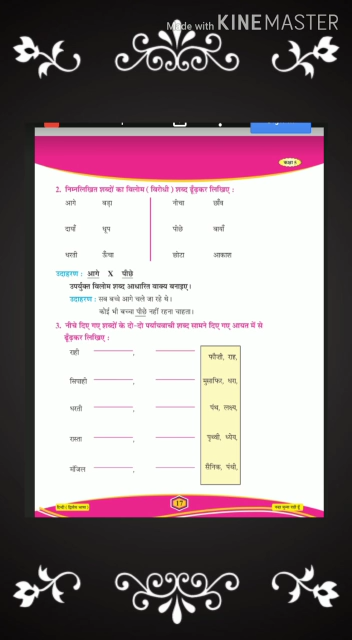 Made with KINEMASTER
कक्षा 6
2. निम्नलिखित शब्दों का विलोम ( विरोधी ) शब्द ढूँढ़कर लिखिए :
आगे बड़ा नीचा छाँव
दायाँ धूप पीछे बायाँ
धरती ऊँचा छोटा आकाश
उदाहरण : आगे X पीछे
उपर्युक्त विलोम शब्द आधारित वाक्य बनाइए।
उदाहरण : सब बच्चे आगे चले जा रहे थे।
कोई भी बच्चा पीछे नहीं रहना चाहता।
3. नीचे दिए गए शब्दों के दो-दो पर्यायवाची शब्द सामने दिए गए आयत में से
ढूँढ़कर लिखिए :
राही , फौजी, राह,
सिपाही , मुसाफिर, धरा,
धरती , पंथ, लक्ष्य,
रास्ता , पृथ्वी, ध्येय,
मंजिल , सैनिक, पंथी,
हिन्दी ( द्वितीय भाषा )
17